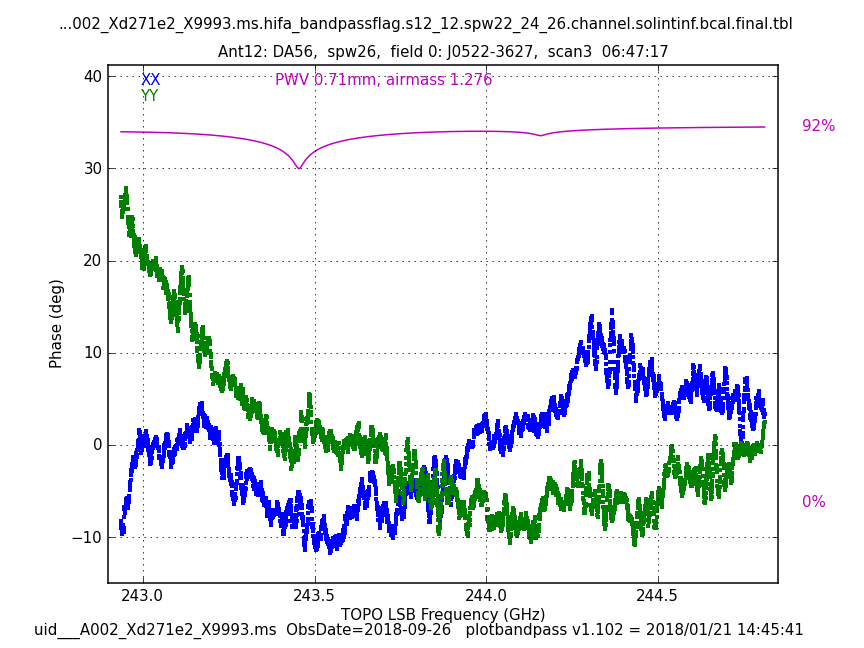 ...002_Xd271e2_X9993.ms.hifa_bandpassflag.s12_12.spw22_24_26.channel.solintinf.bcal.final.tbl
Ant12: DA56,  spw26,  field 0: J0522-3627,  scan3  06:47:17
XX
PWV 0.71mm, airmass 1.276
YY
40
30
20
10
0
−10
92%
0%
Phase (deg)
243.0
243.5
244.0
244.5
TOPO LSB Frequency (GHz)
uid___A002_Xd271e2_X9993.ms  ObsDate=2018-09-26   plotbandpass v1.102 = 2018/01/21 14:45:41